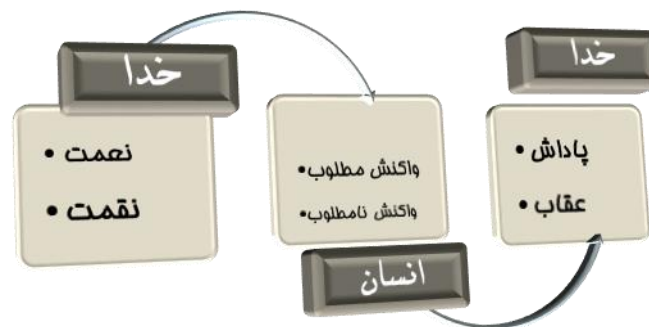 خدا
• نعمت
• نقمت
• واکنش مطلوب
• واکنش نامطلوب
انسان
خدا
• پاداش
• عقاب